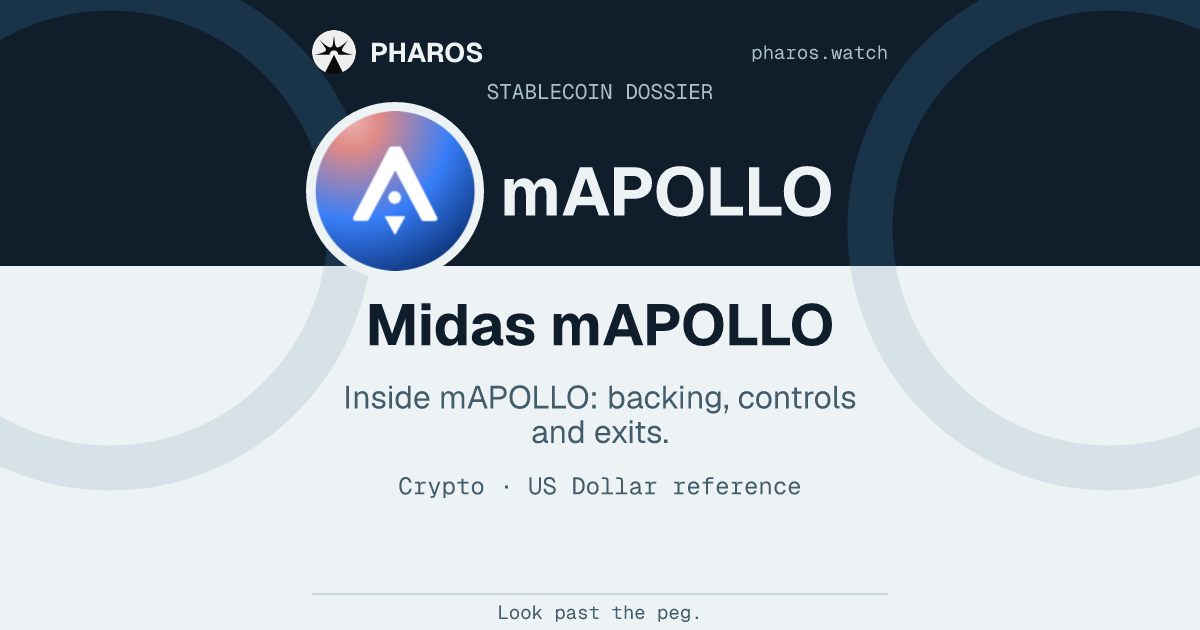 PHAROS
pharos.watch
STABLECOIN DOSSIER
mAPOLLO
Midas mAPOLLO
Inside mAPOLLO: backing, controls
and exits.
Crypto · US Dollar reference
Look past the peg.